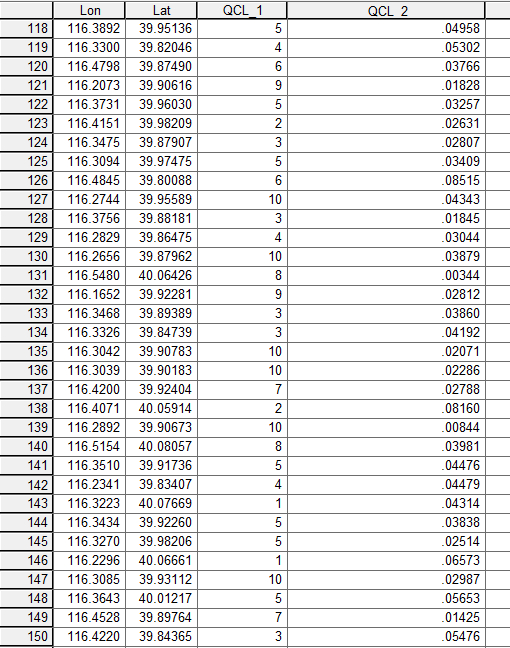 Lon Lat QCL_1 QCL_2
118 116.3892 39.95136 5 .04958
119 116.3300 39.82046 4 .05302
120 116.4798 39.87490 6 .03766
121 116.2073 39.90616 9 .01828
122 116.3731 39.96030 5 .03257
123 116.4151 39.98209 2 .02631
124 116.3475 39.87907 3 .02807
125 116.3094 39.97475 5 .03409
126 116.4845 39.80088 6 .08515
127 116.2744 39.95589 10 .04343
128 116.3756 39.88181 3 .01845
129 116.2829 39.86475 4 .03044
130 116.2656 39.87962 10 .03879
131 116.5480 40.06426 8 .00344
132 116.1652 39.92281 9 .02812
133 116.3468 39.89389 3 .03860
134 116.3326 39.84739 3 .04192
135 116.3042 39.90783 10 .02071
136 116.3039 39.90183 10 .02286
137 116.4200 39.92404 7 .02788
138 116.4071 40.05914 2 .08160
139 116.2892 39.90673 10 .00844
140 116.5154 40.08057 8 .03981
141 116.3510 39.91736 5 .04476
142 116.2341 39.83407 4 .04479
143 116.3223 40.07669 1 .04314
144 116.3434 39.92260 5 .03838
145 116.3270 39.98206 5 .02514
146 116.2296 40.06661 1 .06573
147 116.3085 39.93112 10 .02987
148 116.3643 40.01217 5 .05653
149 116.4528 39.89764 7 .01425
150 116.4220 39.84365 3 .05476